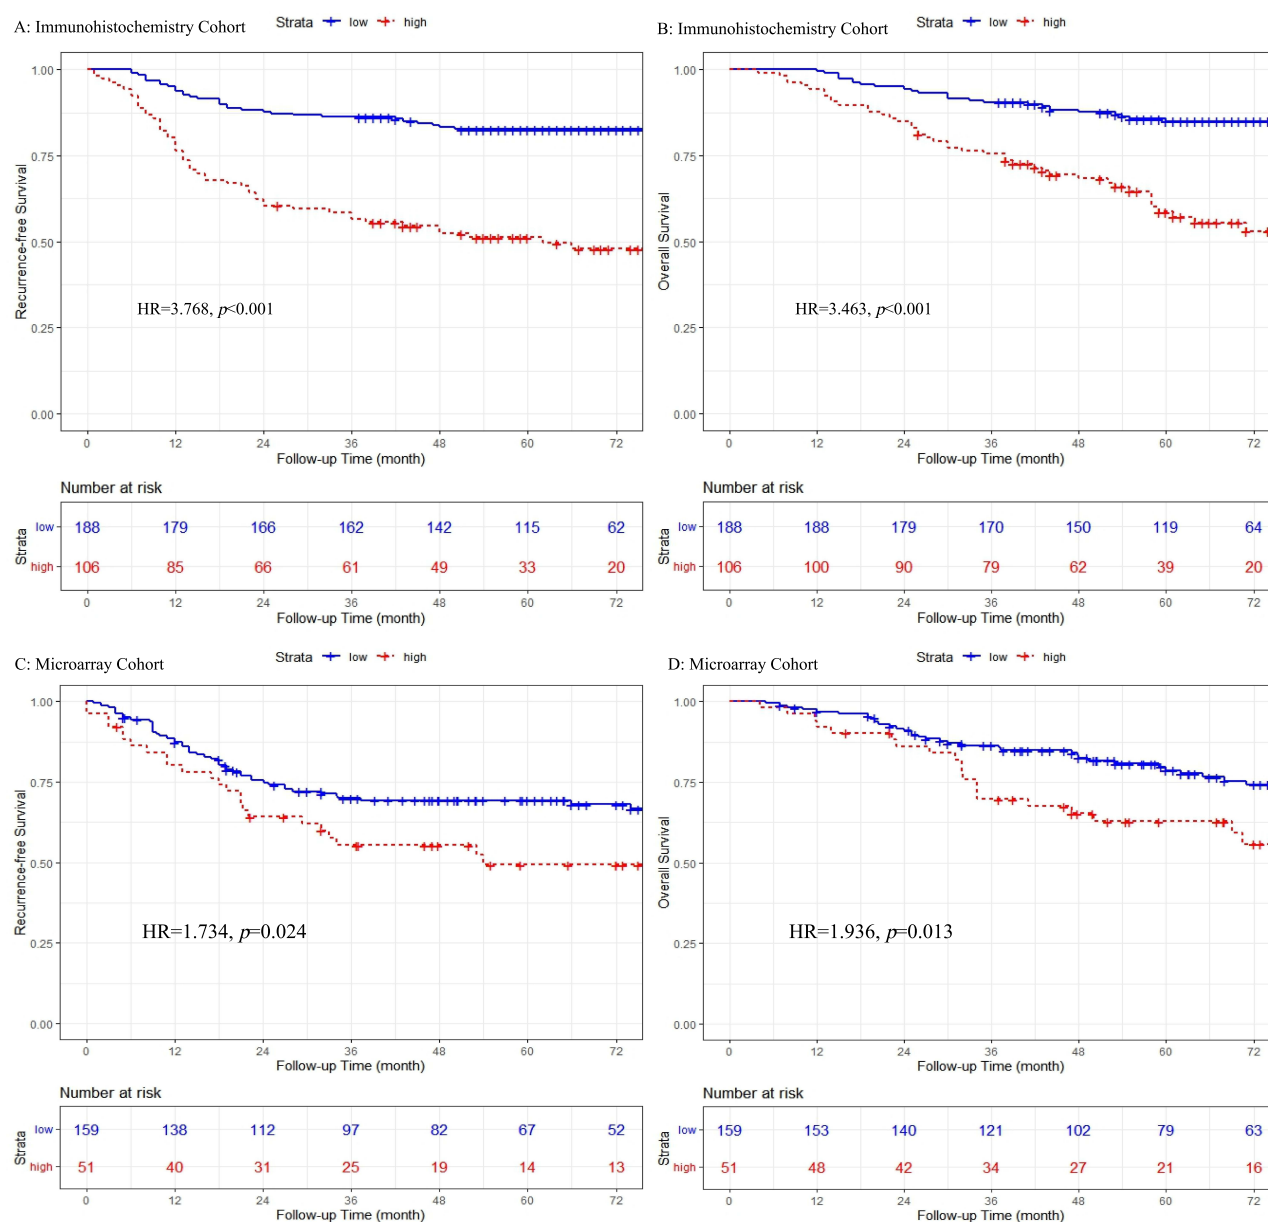 A: Immunohistochemistry Cohort
Strata low high
1.00
0.75
0.50
0.25
0.00
Recurrence-free Survival
HR=3.768, p<0.001
0 12 24 36 48 60 72
Follow-up Time (month)
Number at risk
Strata
low 188 179 166 162 142 115 62
high 106 85 66 61 49 33 20
0 12 24 36 48 60 72
Follow-up Time (month)
B: Immunohistochemistry Cohort
Strata low high
1.00
0.75
0.50
0.25
0.00
Overall Survival
HR=3.463, p<0.001
0 12 24 36 48 60 72
Follow-up Time (month)
Number at risk
Strata
low 188 188 179 170 150 119 64
high 106 100 90 79 62 39 20
0 12 24 36 48 60 72
Follow-up Time (month)
C: Microarray Cohort
Strata low high
1.00
0.75
0.50
0.25
0.00
Recurrence-free Survival
HR=1.734, p=0.024
0 12 24 36 48 60 72
Follow-up Time (month)
Number at risk
Strata
low 159 138 112 97 82 67 52
high 51 40 31 25 19 14 13
0 12 24 36 48 60 72
Follow-up Time (month)
D: Microarray Cohort
Strata low high
1.00
0.75
0.50
0.25
0.00
Overall Survival
HR=1.936, p=0.013
0 12 24 36 48 60 72
Follow-up Time (month)
Number at risk
Strata
low 159 153 140 121 102 79 63
high 51 48 42 34 27 21 16
0 12 24 36 48 60 72
Follow-up Time (month)